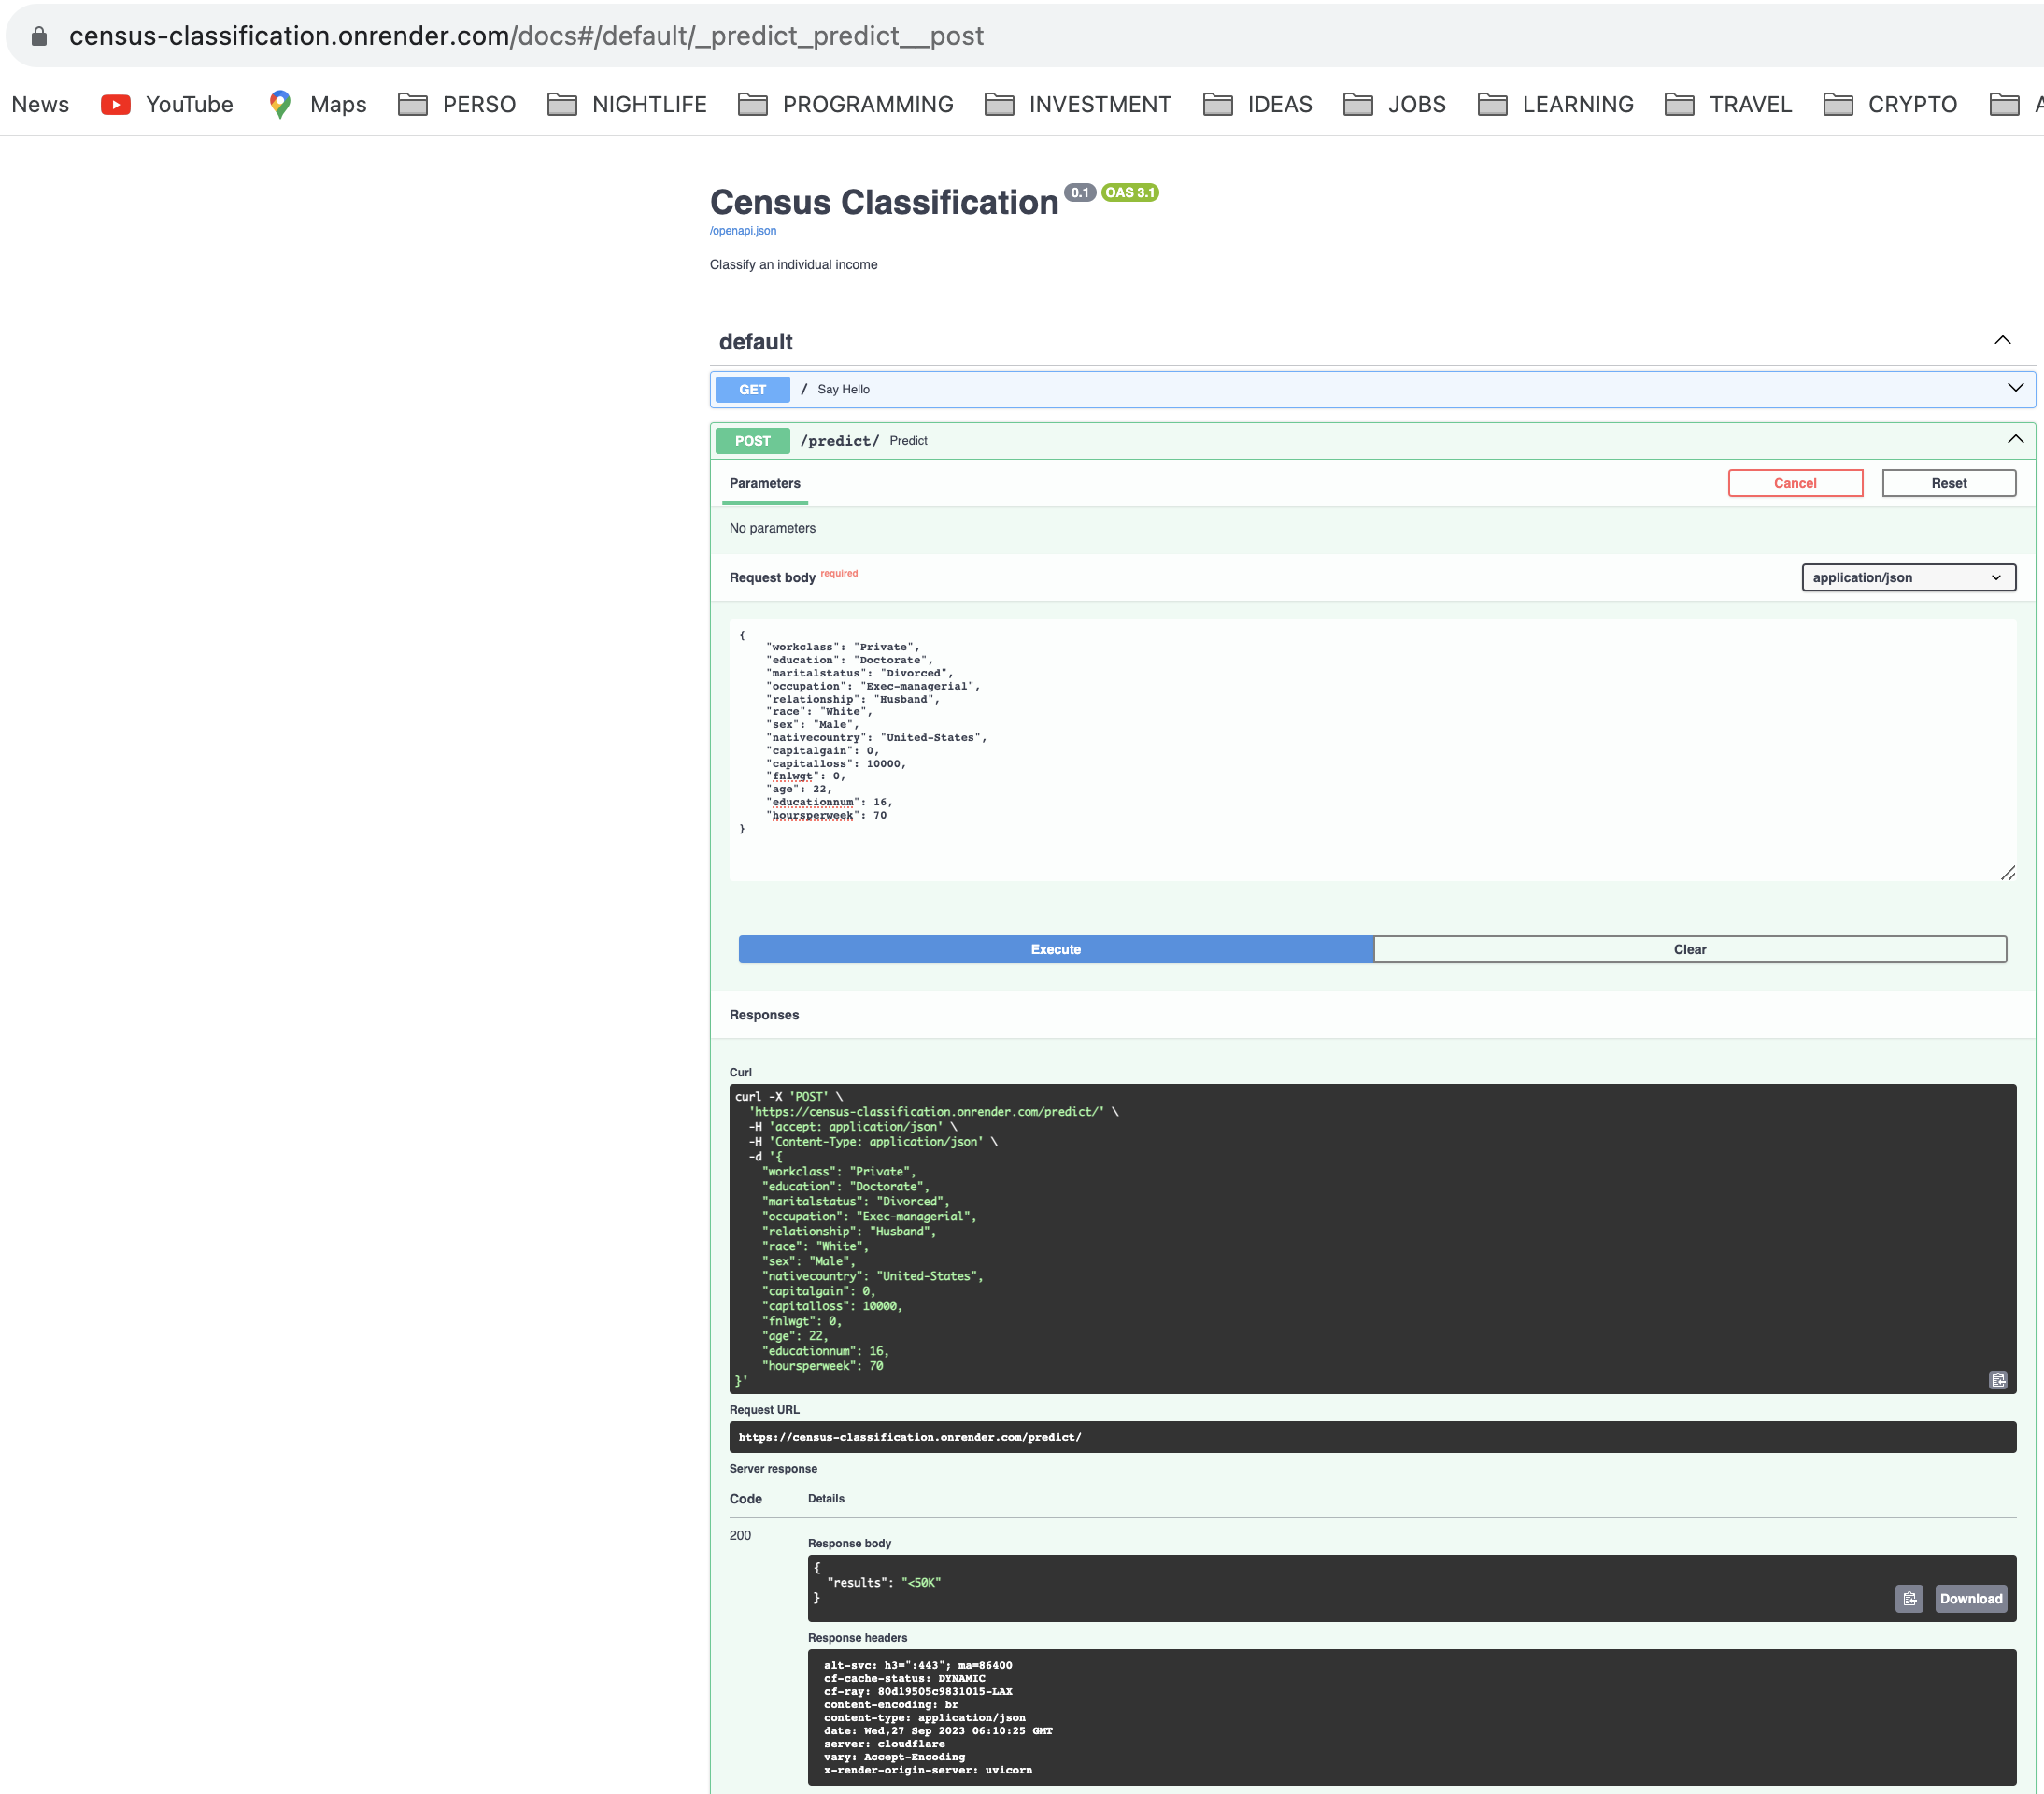 census-classification.onrender.com/docs#/default/_predict_predict__post
News YouTube Maps PERSO NIGHTLIFE PROGRAMMING INVESTMENT IDEAS JOBS LEARNING TRAVEL CRYPTO
Census Classification 0.1 OAS 3.1
/openapi.json
Classify an individual income
default
GET / Say Hello
POST /predict/ Predict
Parameters Cancel Reset
No parameters
Request body required application/json
{
"workclass": "Private",
"education": "Doctorate",
"maritalstatus": "Divorced",
"occupation": "Exec-managerial",
"relationship": "Husband",
"race": "White",
"sex": "Male",
"nativecountry": "United-States",
"capitalgain": 0,
"capitalloss": 10000,
"fnlwgt": 0,
"age": 22,
"educationnum": 16,
"hoursperweek": 70
}
Execute Clear
Responses
Curl
curl -X 'POST' \
'https://census-classification.onrender.com/predict/' \
-H 'accept: application/json' \
-H 'Content-Type: application/json' \
-d '{
"workclass": "Private",
"education": "Doctorate",
"maritalstatus": "Divorced",
"occupation": "Exec-managerial",
"relationship": "Husband",
"race": "White",
"sex": "Male",
"nativecountry": "United-States",
"capitalgain": 0,
"capitalloss": 10000,
"fnlwgt": 0,
"age": 22,
"educationnum": 16,
"hoursperweek": 70
}'
Request URL
https://census-classification.onrender.com/predict/
Server response
Code Details
200
Response body
{
"results": "<50K"
}
Download
Response headers
alt-svc: h3=":443"; ma=86400
cf-cache-status: DYNAMIC
cf-ray: 80d19505c9831015-LAX
content-encoding: br
content-type: application/json
date: Wed,27 Sep 2023 06:10:25 GMT
server: cloudflare
vary: Accept-Encoding
x-render-origin-server: uvicorn